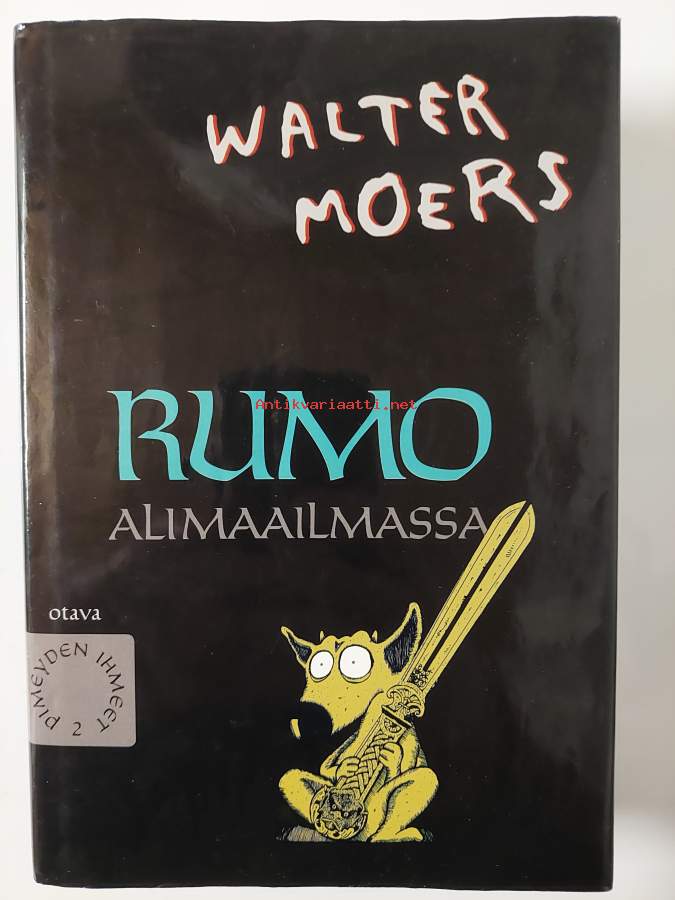 WALTER
MOERS
RUMO
Antikvariaatti.net
ALIMAAILMASSA
otava
PIMEYDEN IHMEET
2